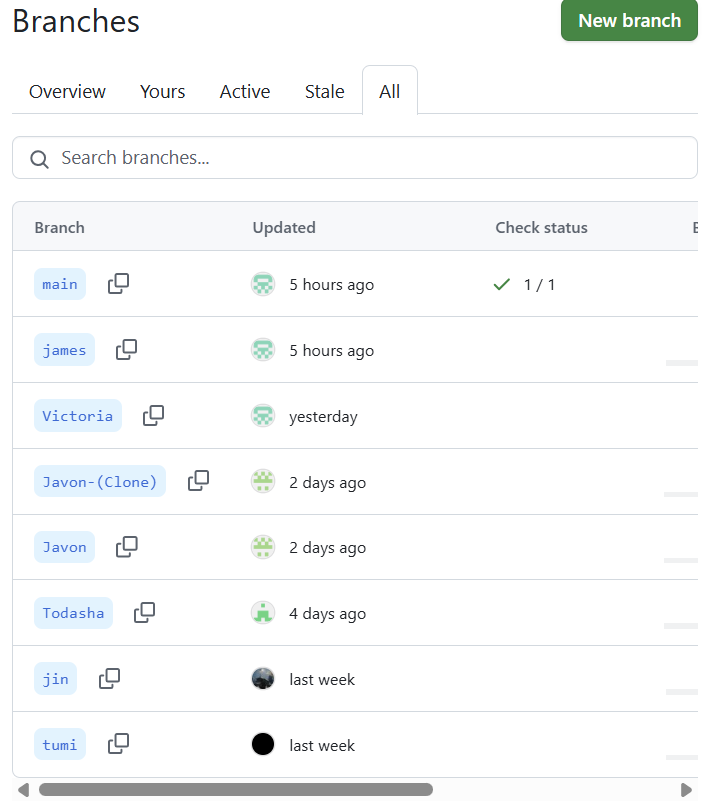 Branches
New branch
Overview Yours Active Stale All
Search branches...
Branch Updated Check status
main 5 hours ago 1 / 1
james 5 hours ago
Victoria yesterday
Javon-(Clone) 2 days ago
Javon 2 days ago
Todasha 4 days ago
jin last week
tumi last week